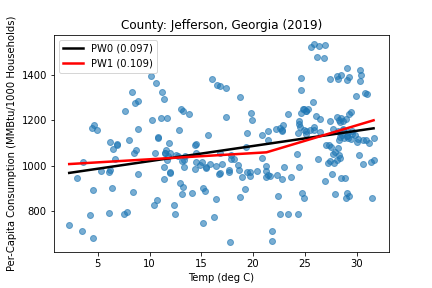 County: Jefferson, Georgia (2019)
Per-Capita Consumption (MMBtu/1000 Households)
PW0 (0.097)
PW1 (0.109)
1400
1200
1000
800
5 10 15 20 25 30
Temp (deg C)